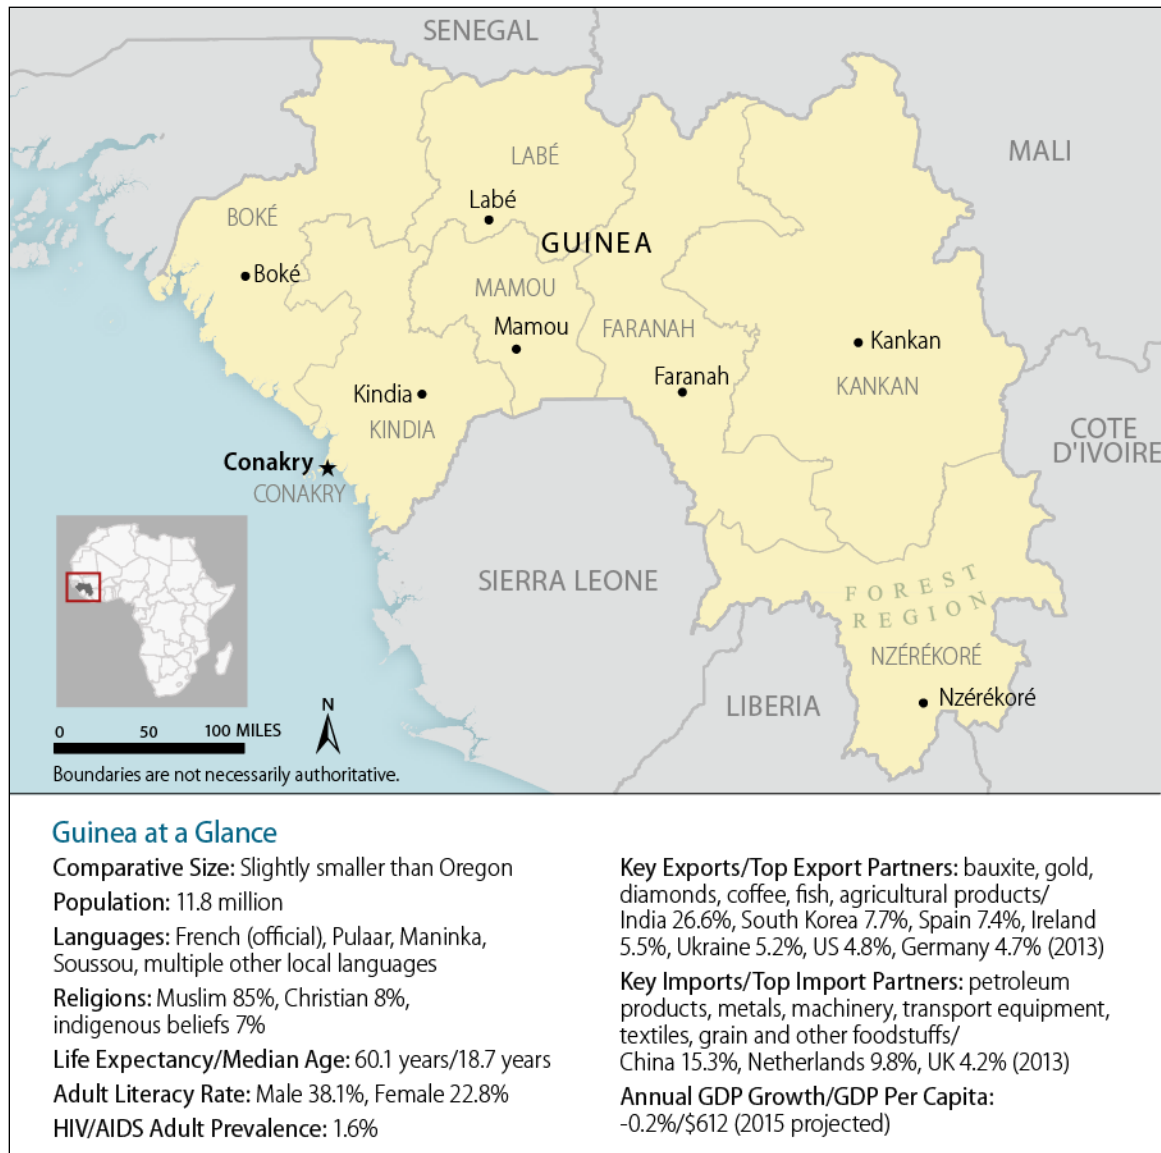 SENEGAL
MALI
LABÉ
Labé
BOKÉ
GUINEA
Boké
MAMOU
Mamou
FARANAH
Kankan
Faranah
KANKAN
Kindia
KINDIA
COTE
D'IVOIRE
Conakry
CONAKRY
SIERRA LEONE
FOREST
REGION
NZÉRÉKORÉ
Nzérékoré
LIBERIA
N
0 50 100 MILES
Boundaries are not necessarily authoritative.
Guinea at a Glance
Comparative Size: Slightly smaller than Oregon
Population: 11.8 million
Languages: French (official), Pulaar, Maninka,
Soussou, multiple other local languages
Religions: Muslim 85%, Christian 8%,
indigenous beliefs 7%
Life Expectancy/Median Age: 60.1 years/18.7 years
Adult Literacy Rate: Male 38.1%, Female 22.8%
HIV/AIDS Adult Prevalence: 1.6%
Key Exports/Top Export Partners: bauxite, gold,
diamonds, coffee, fish, agricultural products/
India 26.6%, South Korea 7.7%, Spain 7.4%, Ireland
5.5%, Ukraine 5.2%, US 4.8%, Germany 4.7% (2013)
Key Imports/Top Import Partners: petroleum
products, metals, machinery, transport equipment,
textiles, grain and other foodstuffs/
China 15.3%, Netherlands 9.8%, UK 4.2% (2013)
Annual GDP Growth/GDP Per Capita:
-0.2%/$612 (2015 projected)